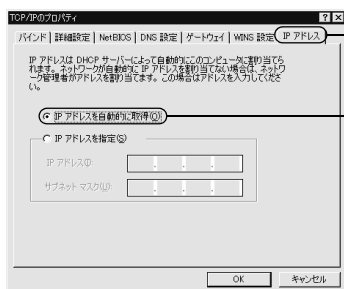 TCP/IPのプロパティ
バインド 詳細設定 NetBIOS DNS 設定 ゲートウェイ WINS 設定 IP アドレス
IP アドレスは DHCP サーバーによって自動的にこのコンピュータに割り当てら
れます。ネットワークが自動的に IP アドレスを割り当てない場合は、ネットワ
ーク管理者がアドレスを割り当てます。この場合はアドレスを入力してくださ
い。
IP アドレスを自動的に取得(O)
IP アドレスを指定(S)
IP アドレス(I):
サブネット マスク(U):
OK キャンセル